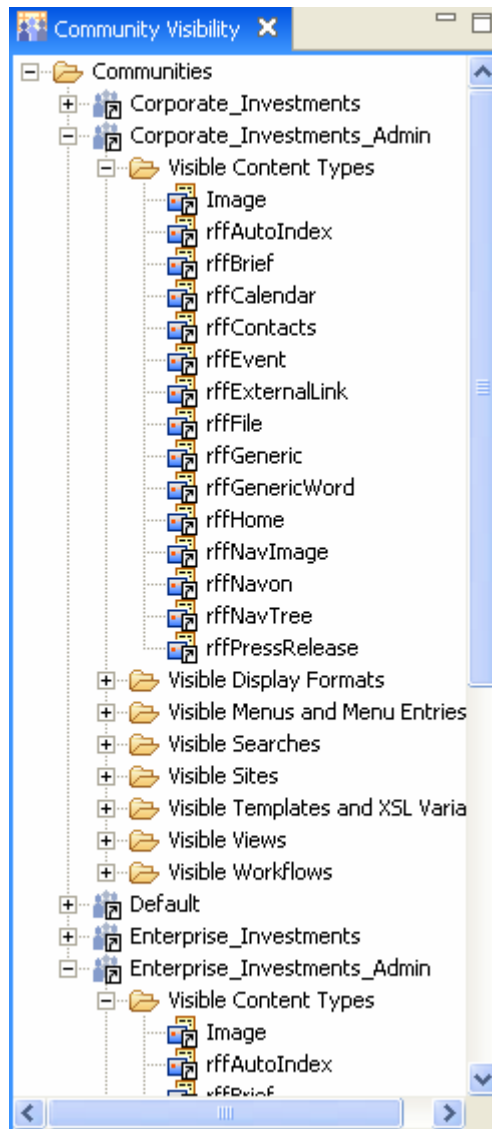 Community Visibility
Communities
Corporate_Investments
Corporate_Investments_Admin
Visible Content Types
Image
rffAutoIndex
rffBrief
rffCalendar
rffContacts
rffEvent
rffExternalLink
rffFile
rffGeneric
rffGenericWord
rffHome
rffNavImage
rffNavon
rffNavTree
rffPressRelease
Visible Display Formats
Visible Menus and Menu Entries
Visible Searches
Visible Sites
Visible Templates and XSL Varia
Visible Views
Visible Workflows
Default
Enterprise_Investments
Enterprise_Investments_Admin
Visible Content Types
Image
rffAutoIndex
rffBrief